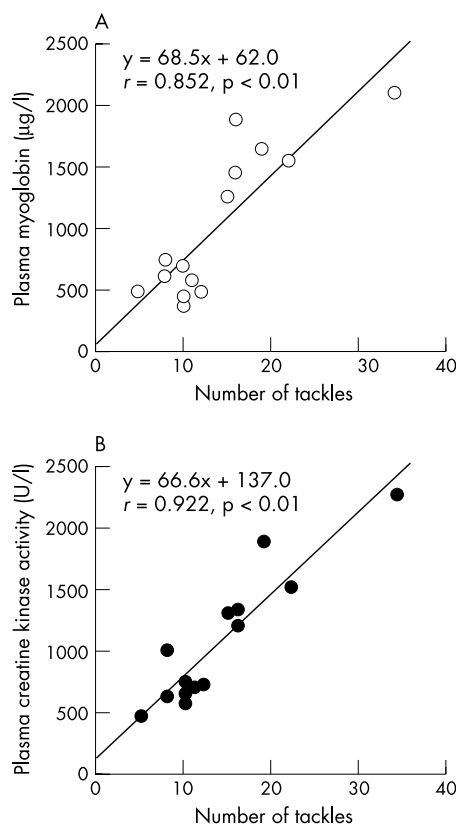 A
2500
y = 68.5x + 62.0
r = 0.852, p < 0.01
2000
1500
1000
500
0
Plasma myoglobin (µg/l)
0 10 20 30 40
Number of tackles
B
2500
y = 66.6x + 137.0
r = 0.922, p < 0.01
2000
1500
1000
500
0
Plasma creatine kinase activity (U/l)
0 10 20 30 40
Number of tackles